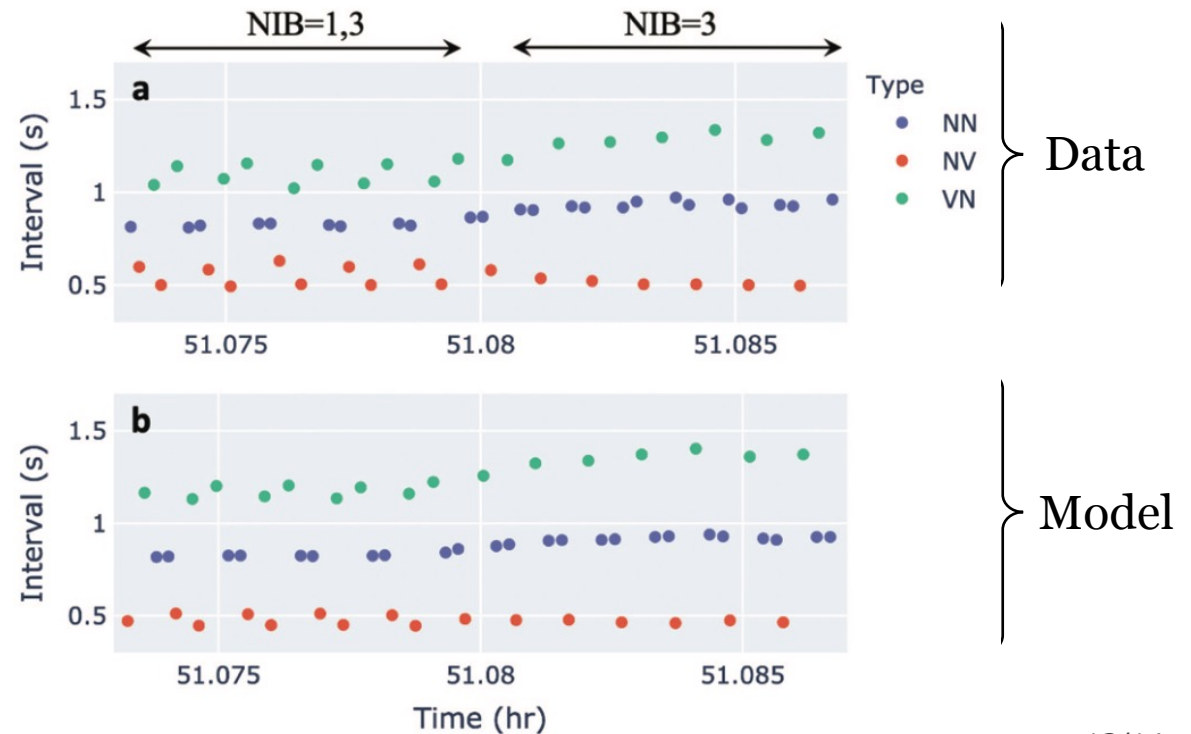 NIB=1,3
NIB=3
a
Type
NN
NV
VN
Data
Interval (s)
1.5
1
0.5
51.075
51.08
51.085
b
Model
Interval (s)
1.5
1
0.5
51.075
51.08
51.085
Time (hr)